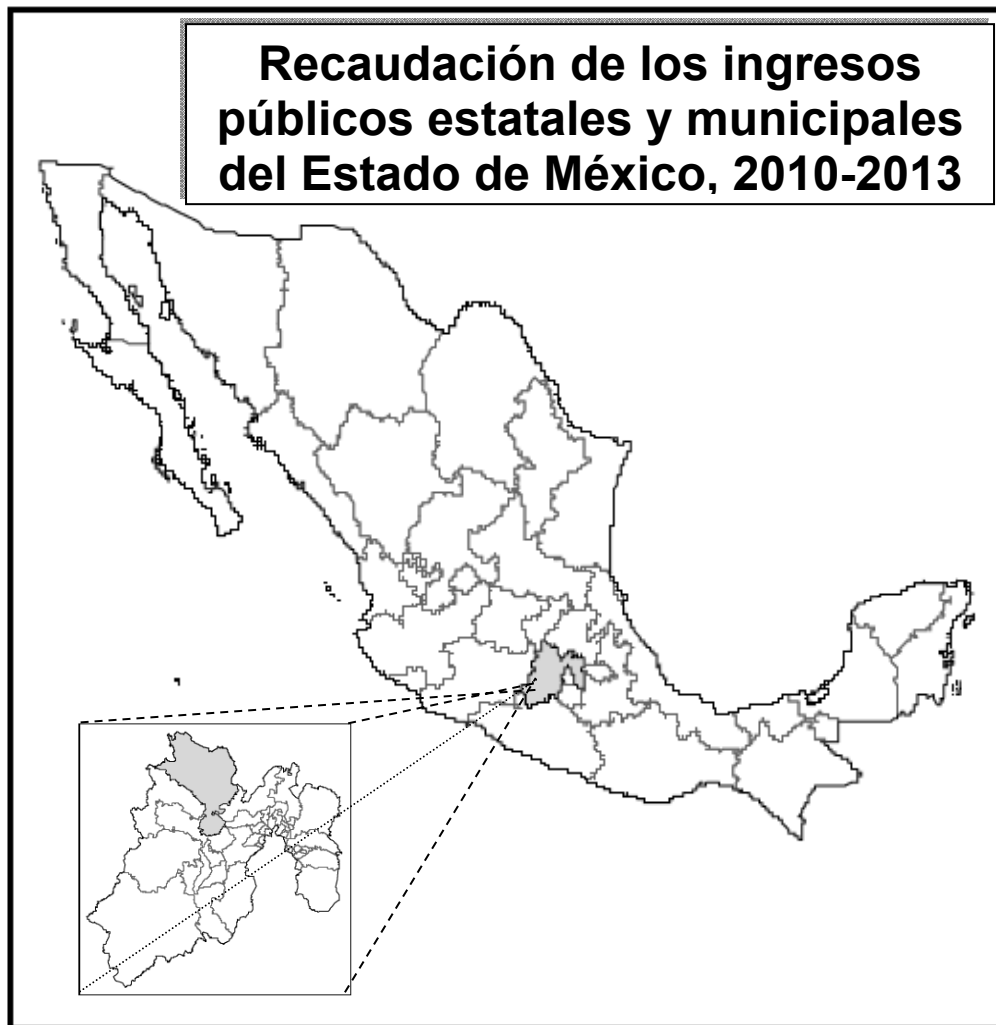 Recaudación de los ingresos
públicos estatales y municipales
del Estado de México, 2010-2013